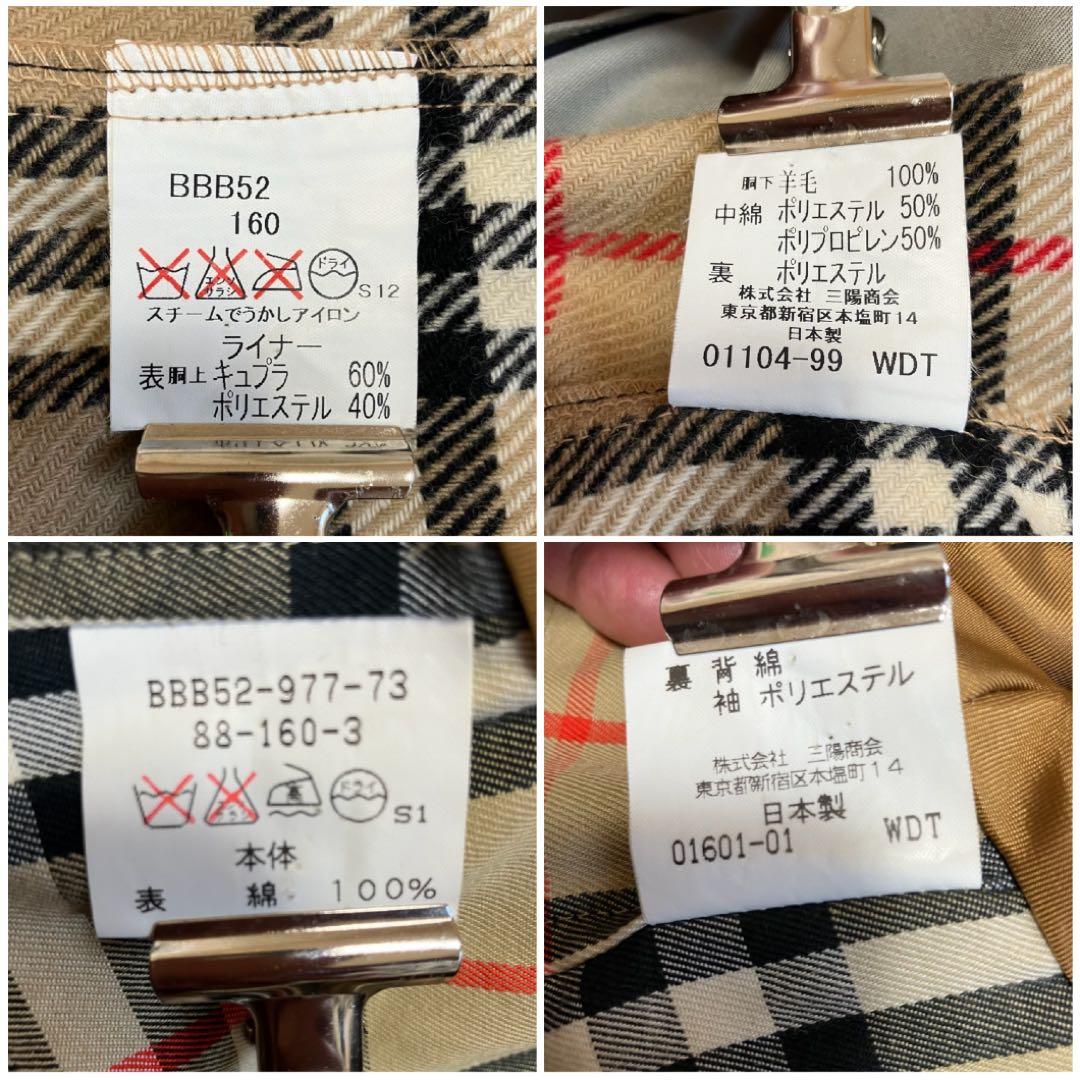 BBB52
160
エンソ
サラシ
ドライ
S12
スチームでうかしアイロン
ライナー
表胴上キュプラ 60%
ポリエステル 40%
胴下 羊毛 100%
中綿 ポリエステル 50%
ポリプロピレン50%
裏 ポリエステル
株式会社 三陽商会
東京都新宿区本塩町14
日本製
01104-99 WDT
BBB52-977-73
88-160-3
高
ドライ
S1
本体
表 綿 100%
裏 背 綿
袖 ポリエステル
株式会社 三陽商会
東京都新宿区本塩町14
日本製
01601-01 WDT